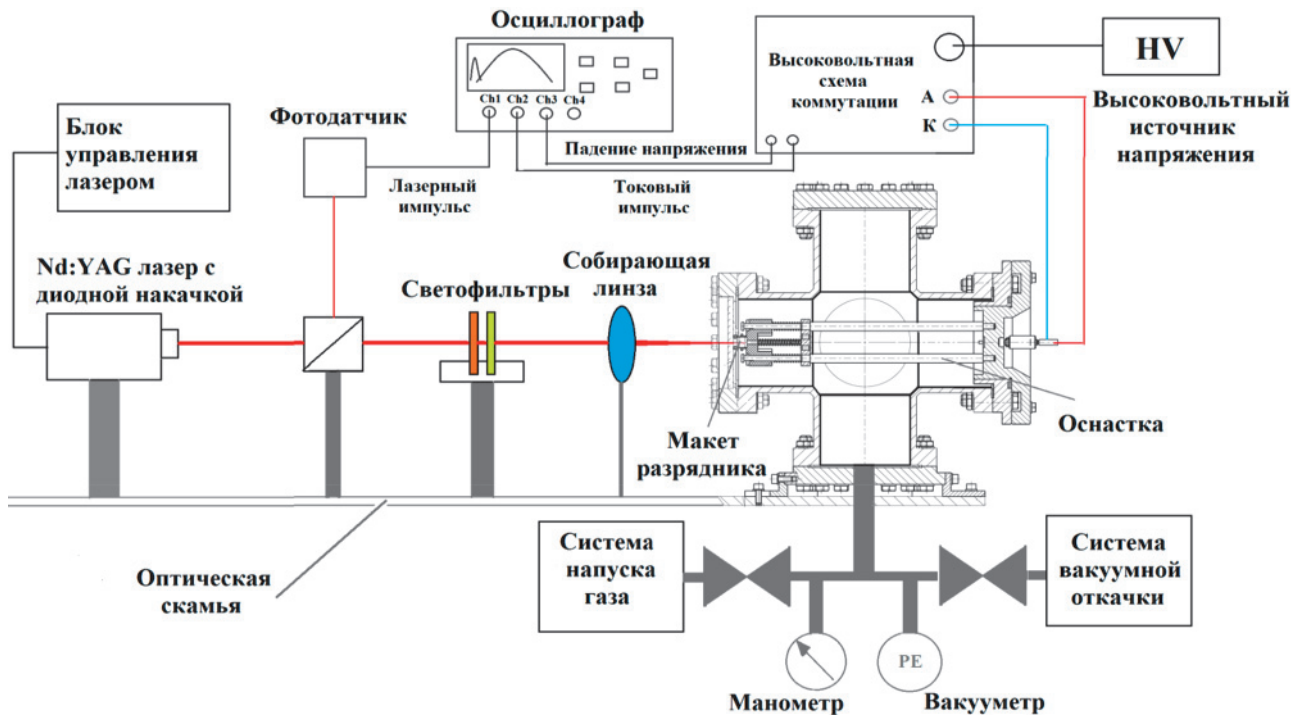 Осциллограф
Ch1 Ch2 Ch3 Ch4
Высоковольтная
схема
коммутации
А
К
HV
Высоковольтный
источник
напряжения
Блок
управления
лазером
Фотодатчик
Падение напряжения
Лазерный
импульс
Токовый
импульс
Nd:YAG лазер с
диодной накачкой
Светофильтры
Собирающая
линза
Макет
разрядника
Оснастка
Оптическая
скамья
Система
напуска
газа
Система
вакуумной
откачки
PE
Манометр
Вакууметр